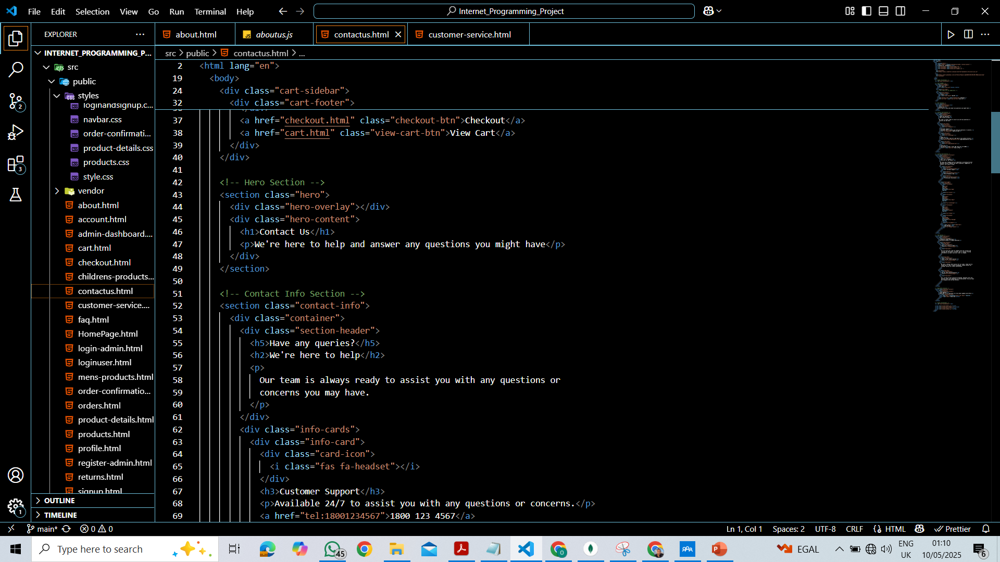 File Edit Selection View Go Run Terminal Help
Internet_Programming_Project
EXPLORER
about.html
aboutus.js
contactus.html
customer-service.html
INTERNET_PROGRAMMING_P...
src > public > contactus.html > ...
src
public
styles
loginandsignup.c...
navbar.css
order-confirmati...
product-details.css
products.css
style.css
vendor
about.html
account.html
admin-dashboard....
cart.html
checkout.html
childrens-products...
contactus.html
customer-service....
faq.html
HomePage.html
login-admin.html
loginuser.html
mens-products.html
order-confirmatio...
orders.html
product-details.html
products.html
profile.html
register-admin.html
returns.html
signup.html
OUTLINE
TIMELINE
2 <html lang="en">
19 <body>
24 <div class="cart-sidebar">
32 <div class="cart-footer">
37 <a href="checkout.html" class="checkout-btn">Checkout</a>
38 <a href="cart.html" class="view-cart-btn">View Cart</a>
39 </div>
40 </div>
41
42 <!-- Hero Section -->
43 <section class="hero">
44 <div class="hero-overlay"></div>
45 <div class="hero-content">
46 <h1>Contact Us</h1>
47 <p>We're here to help and answer any questions you might have</p>
48 </div>
49 </section>
50
51 <!-- Contact Info Section -->
52 <section class="contact-info">
53 <div class="container">
54 <div class="section-header">
55 <h5>Have any queries?</h5>
56 <h2>We're here to help</h2>
57 <p>
58 Our team is always ready to assist you with any questions or
59 concerns you may have.
60 </p>
61 </div>
62 <div class="info-cards">
63 <div class="info-card">
64 <div class="card-icon">
65 <i class="fas fa-headset"></i>
66 </div>
67 <h3>Customer Support</h3>
68 <p>Available 24/7 to assist you with any questions or concerns.</p>
69 <a href="tel:18001234567">1800 123 4567</a>
2
3
1
main* 0 0
Ln 1, Col 1 Spaces: 2 UTF-8 CRLF HTML Prettier
Type here to search
45
EGAL
ENG
UK
01:10
10/05/2025
6